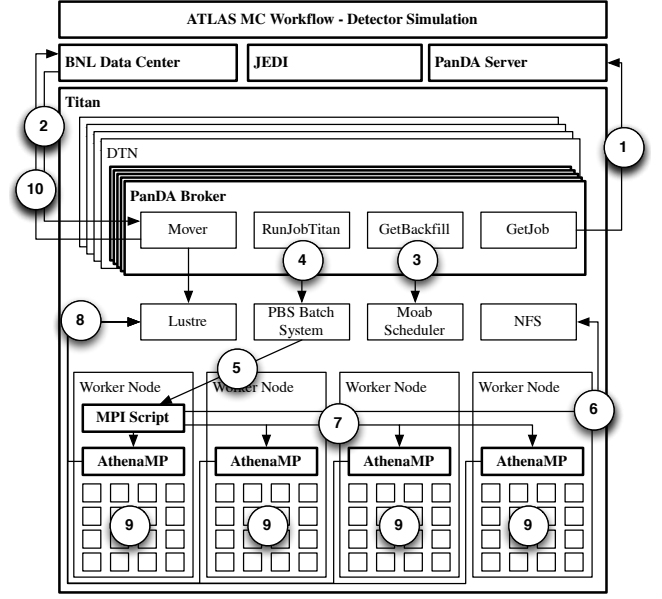 ATLAS MC Workflow - Detector Simulation
BNL Data Center
JEDI
PanDA Server
Titan
2
1
DTN
10
PanDA Broker
Mover
RunJobTitan
GetBackfill
GetJob
4
3
8
Lustre
PBS Batch
System
Moab
Scheduler
NFS
5
Worker Node
Worker Node
Worker Node
Worker Node
MPI Script
7
6
AthenaMP
AthenaMP
AthenaMP
AthenaMP
9
9
9
9